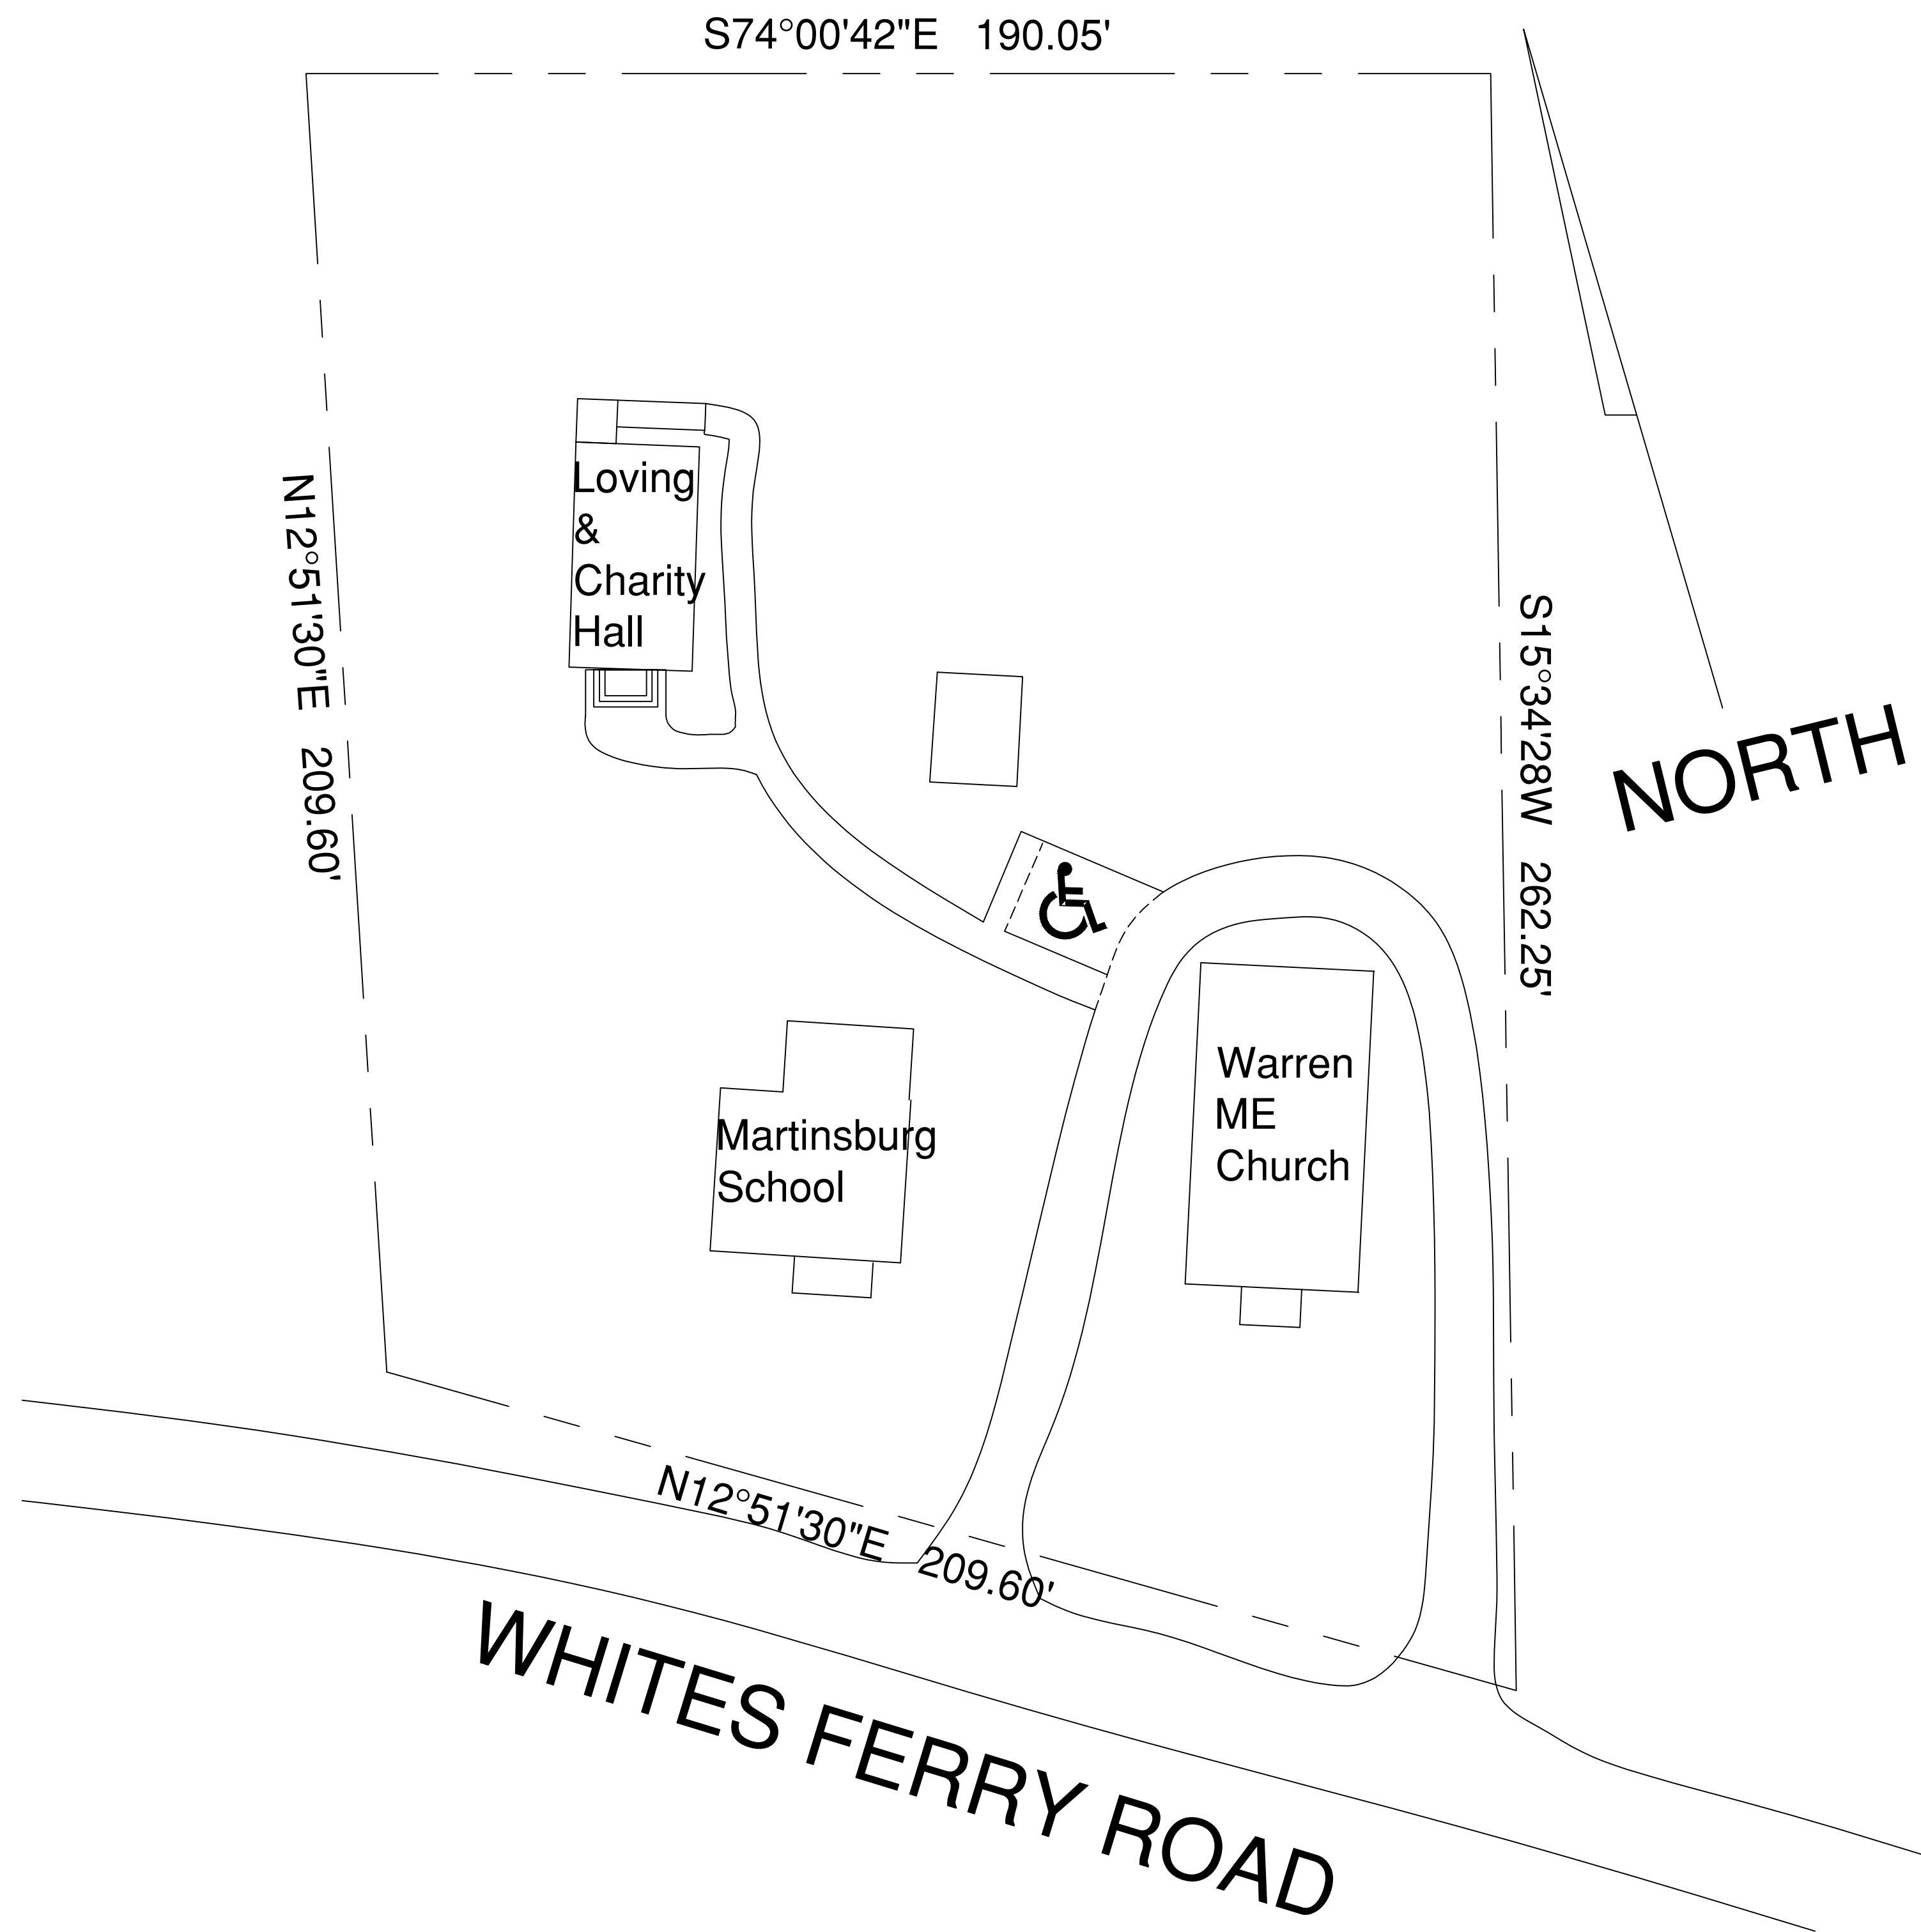 S74°00'42"E 190.05'
N12°51'30"E 209.60'
S15°34'28W 262.25'
NORTH
Loving
&
Charity
Hall
Warren
ME
Church
Martinsburg
School
N12°51'30"E 209.60'
WHITES FERRY ROAD